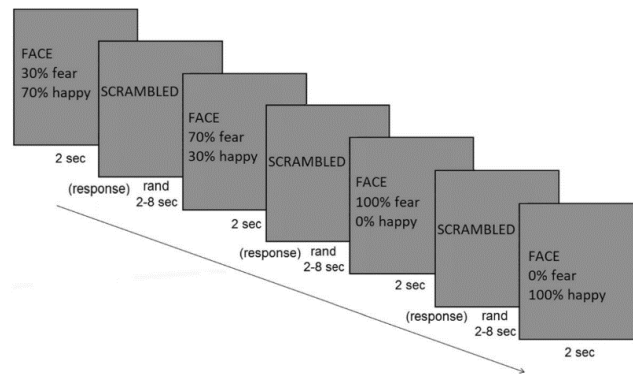 FACE
30% fear
70% happy
2 sec
SCRAMBLED
(response) rand
2-8 sec
FACE
70% fear
30% happy
2 sec
SCRAMBLED
(response) rand
2-8 sec
FACE
100% fear
0% happy
2 sec
SCRAMBLED
(response) rand
2-8 sec
FACE
0% fear
100% happy
2 sec